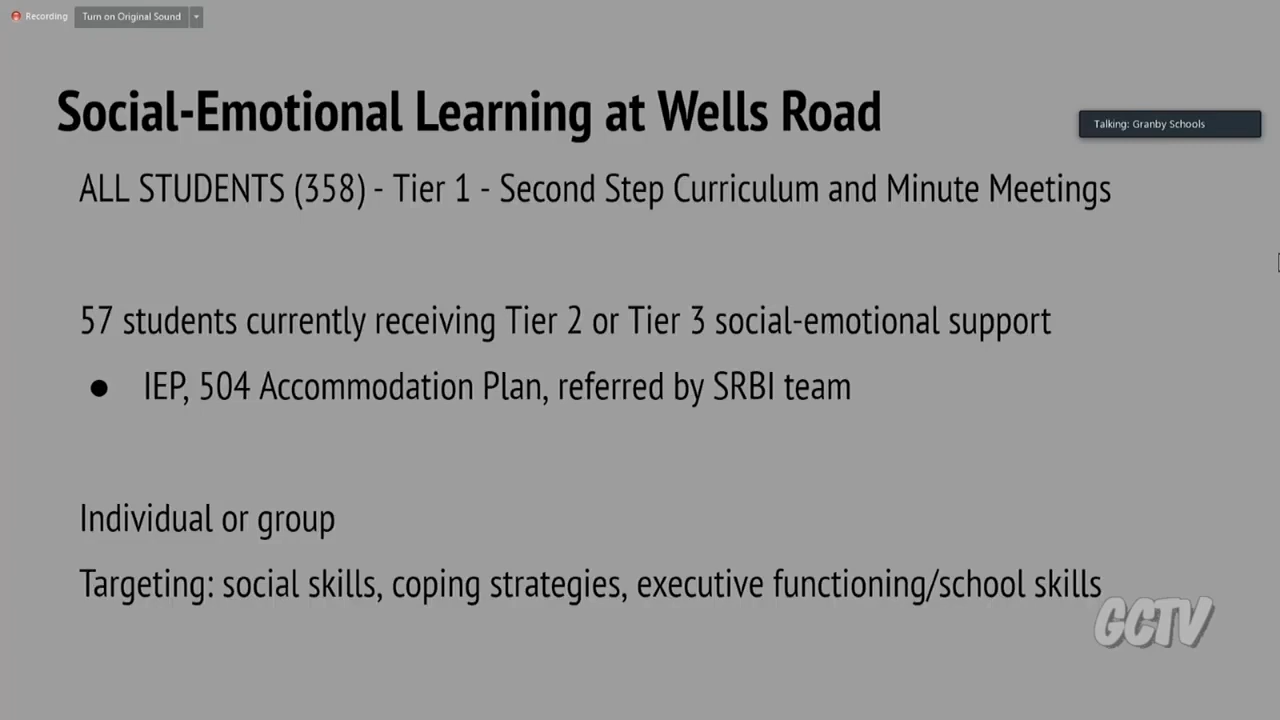 Recording
Turn on Original Sound
Social-Emotional Learning at Wells Road
Talking: Granby Schools
ALL STUDENTS (358) - Tier 1 - Second Step Curriculum and Minute Meetings
57 students currently receiving Tier 2 or Tier 3 social-emotional support
● IEP, 504 Accommodation Plan, referred by SRBI team
Individual or group
Targeting: social skills, coping strategies, executive functioning/school skills
GCTV